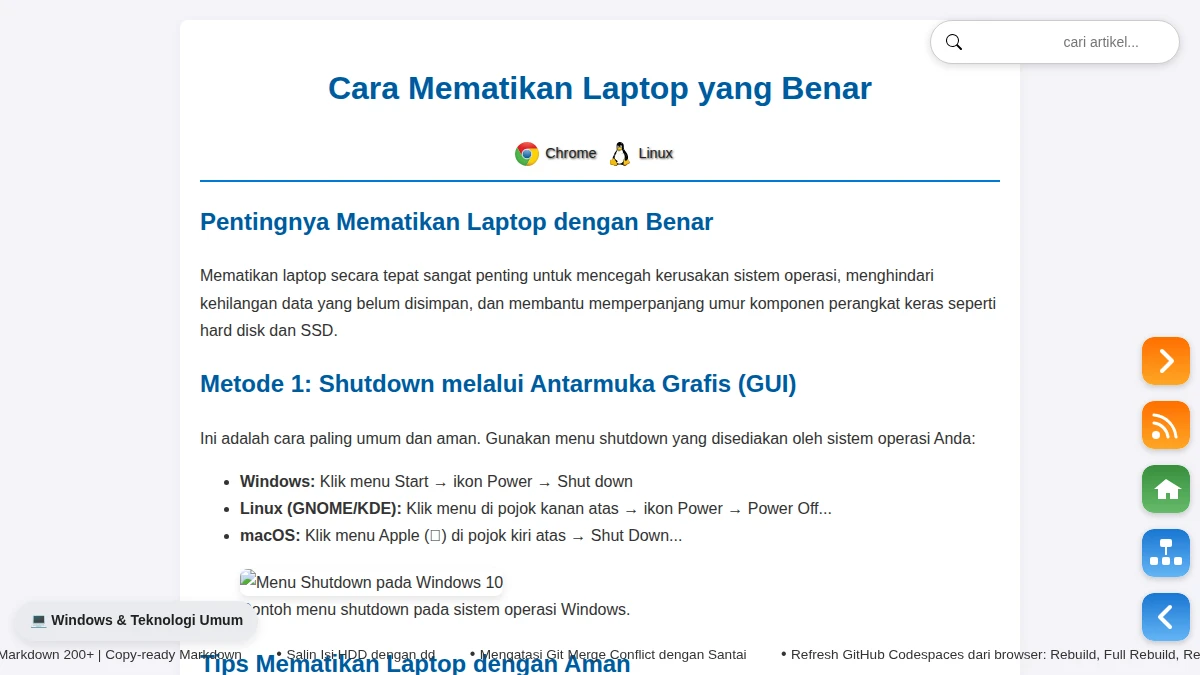 cari artikel...
Cara Mematikan Laptop yang Benar
Chrome Linux
Pentingnya Mematikan Laptop dengan Benar
Mematikan laptop secara tepat sangat penting untuk mencegah kerusakan sistem operasi, menghindari
kehilangan data yang belum disimpan, dan membantu memperpanjang umur komponen perangkat keras seperti
hard disk dan SSD.
Metode 1: Shutdown melalui Antarmuka Grafis (GUI)
Ini adalah cara paling umum dan aman. Gunakan menu shutdown yang disediakan oleh sistem operasi Anda:
• Windows: Klik menu Start → ikon Power → Shut down
• Linux (GNOME/KDE): Klik menu di pojok kanan atas → ikon Power → Power Off...
• macOS: Klik menu Apple (▯) di pojok kiri atas → Shut Down...
Menu Shutdown pada Windows 10
ontoh menu shutdown pada sistem operasi Windows.
💻 Windows & Teknologi Umum
Markdown 200+ | Copy-ready Markdown • Salin Isi HDD dengan dd • Mengatasi Git Merge Conflict dengan Santai • Refresh GitHub Codespaces dari browser: Rebuild, Full Rebuild, Re
Tips Mematikan Laptop dengan Aman